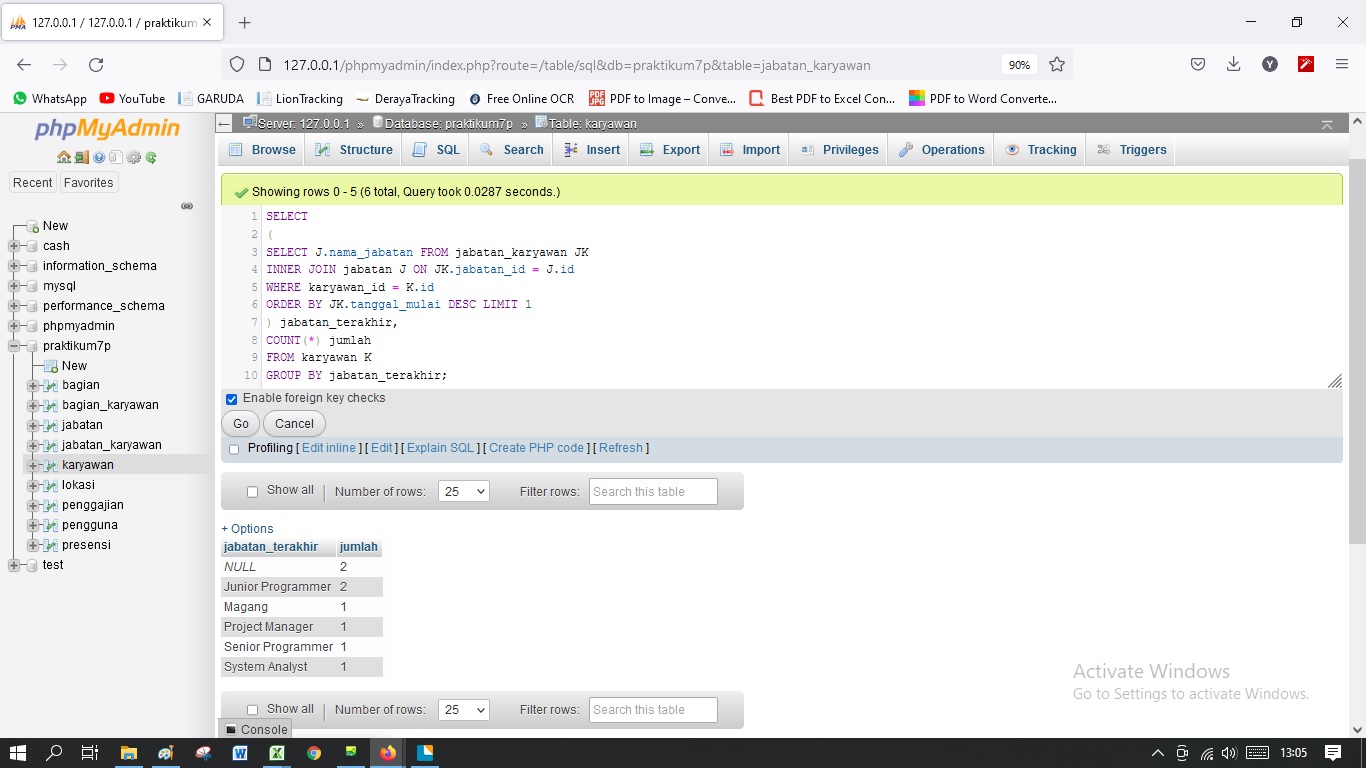 127.0.0.1 / 127.0.0.1 / praktikum
127.0.0.1/phpmyadmin/index.php?route=/table/sql&db=praktikum7p&table=jabatan_karyawan
90%
Y
WhatsApp YouTube GARUDA LionTracking DerayaTracking Free Online OCR PDF to Image – Conve... Best PDF to Excel Con... PDF to Word Converte...
phpMyAdmin
Recent Favorites
New
cash
information_schema
mysql
performance_schema
phpmyadmin
praktikum7p
New
bagian
bagian_karyawan
jabatan
jabatan_karyawan
karyawan
lokasi
penggajian
pengguna
presensi
test
Server: 127.0.0.1 » Database: praktikum7p » Table: karyawan
Browse Structure SQL Search Insert Export Import Privileges Operations Tracking Triggers
Showing rows 0 - 5 (6 total, Query took 0.0287 seconds.)
1 SELECT
2 (
3 SELECT J.nama_jabatan FROM jabatan_karyawan JK
4 INNER JOIN jabatan J ON JK.jabatan_id = J.id
5 WHERE karyawan_id = K.id
6 ORDER BY JK.tanggal_mulai DESC LIMIT 1
7 ) jabatan_terakhir,
8 COUNT(*) jumlah
9 FROM karyawan K
10 GROUP BY jabatan_terakhir;
Enable foreign key checks
Go Cancel
Profiling [ Edit inline ] [ Edit ] [ Explain SQL ] [ Create PHP code ] [ Refresh ]
Show all | Number of rows: 25 Filter rows: Search this table
+ Options
jabatan_terakhir jumlah
NULL 2
Junior Programmer 2
Magang 1
Project Manager 1
Senior Programmer 1
System Analyst 1
Activate Windows
Go to Settings to activate Windows.
Show all | Number of rows: 25 Filter rows: Search this table
Console
13:05